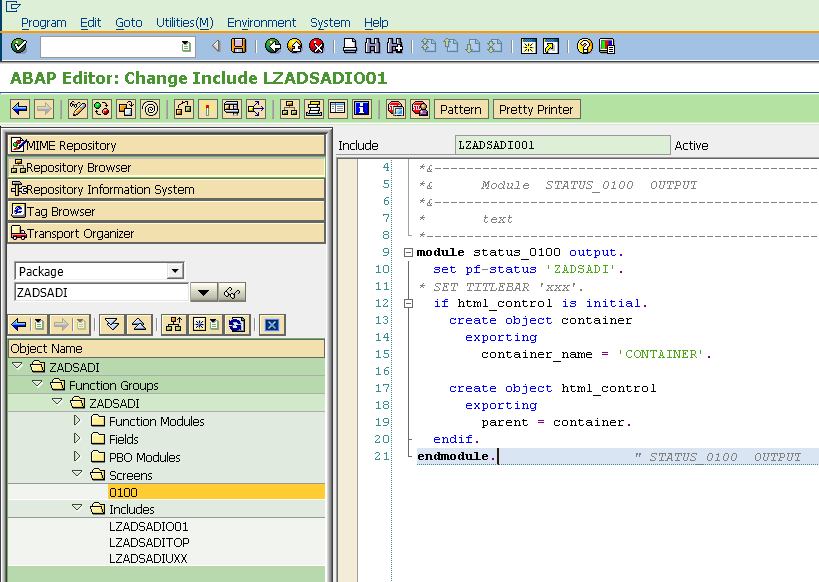 Program Edit Goto Utilities(M) Environment System Help
ABAP Editor: Change Include LZADSADIO01
Pattern Pretty Printer
MIME Repository
Repository Browser
Repository Information System
Tag Browser
Transport Organizer
Package
ZADSADI
Object Name
ZADSADI
Function Groups
ZADSADI
Function Modules
Fields
PBO Modules
Screens
0100
Includes
LZADSADIO01
LZADSADITOP
LZADSADIUXX
Include LZADSADIO01 Active
4 *&---------------------------------------------------
5 *&      Module  STATUS_0100  OUTPUT
6 *&---------------------------------------------------
7 *       text
8 *----------------------------------------------------
9 module status_0100 output.
10   set pf-status 'ZADSADI'.
11 * SET TITLEBAR 'xxx'.
12   if html_control is initial.
13     create object container
14       exporting
15         container_name = 'CONTAINER'.
16
17     create object html_control
18       exporting
19         parent = container.
20   endif.
21 endmodule.                 " STATUS_0100  OUTPUT